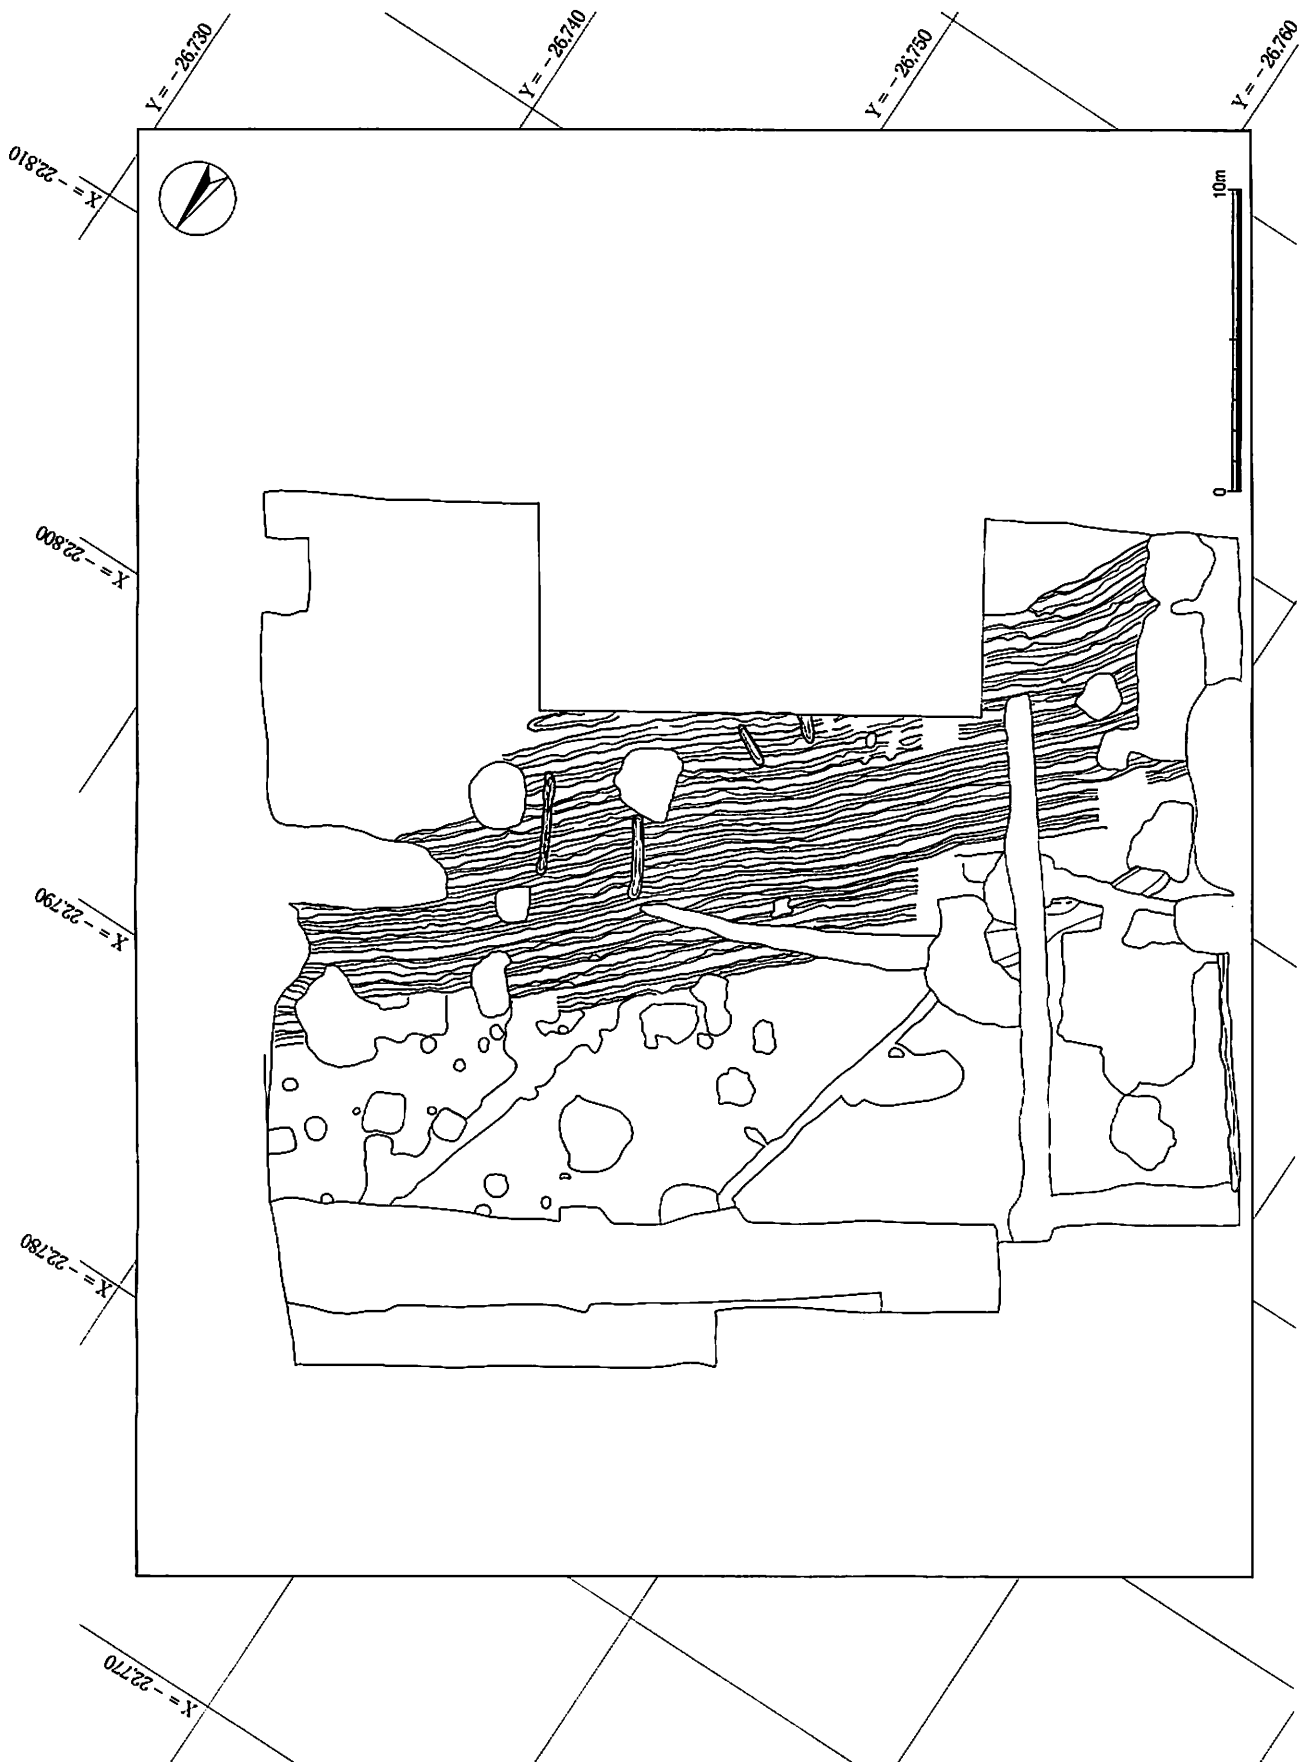 Y = - 26.730
Y = - 26.740
Y = - 26.750
Y = - 26.760
X = - 22.810
10m
0
X = - 22.800
X = - 22.790
X = - 22.780
X = - 22.770